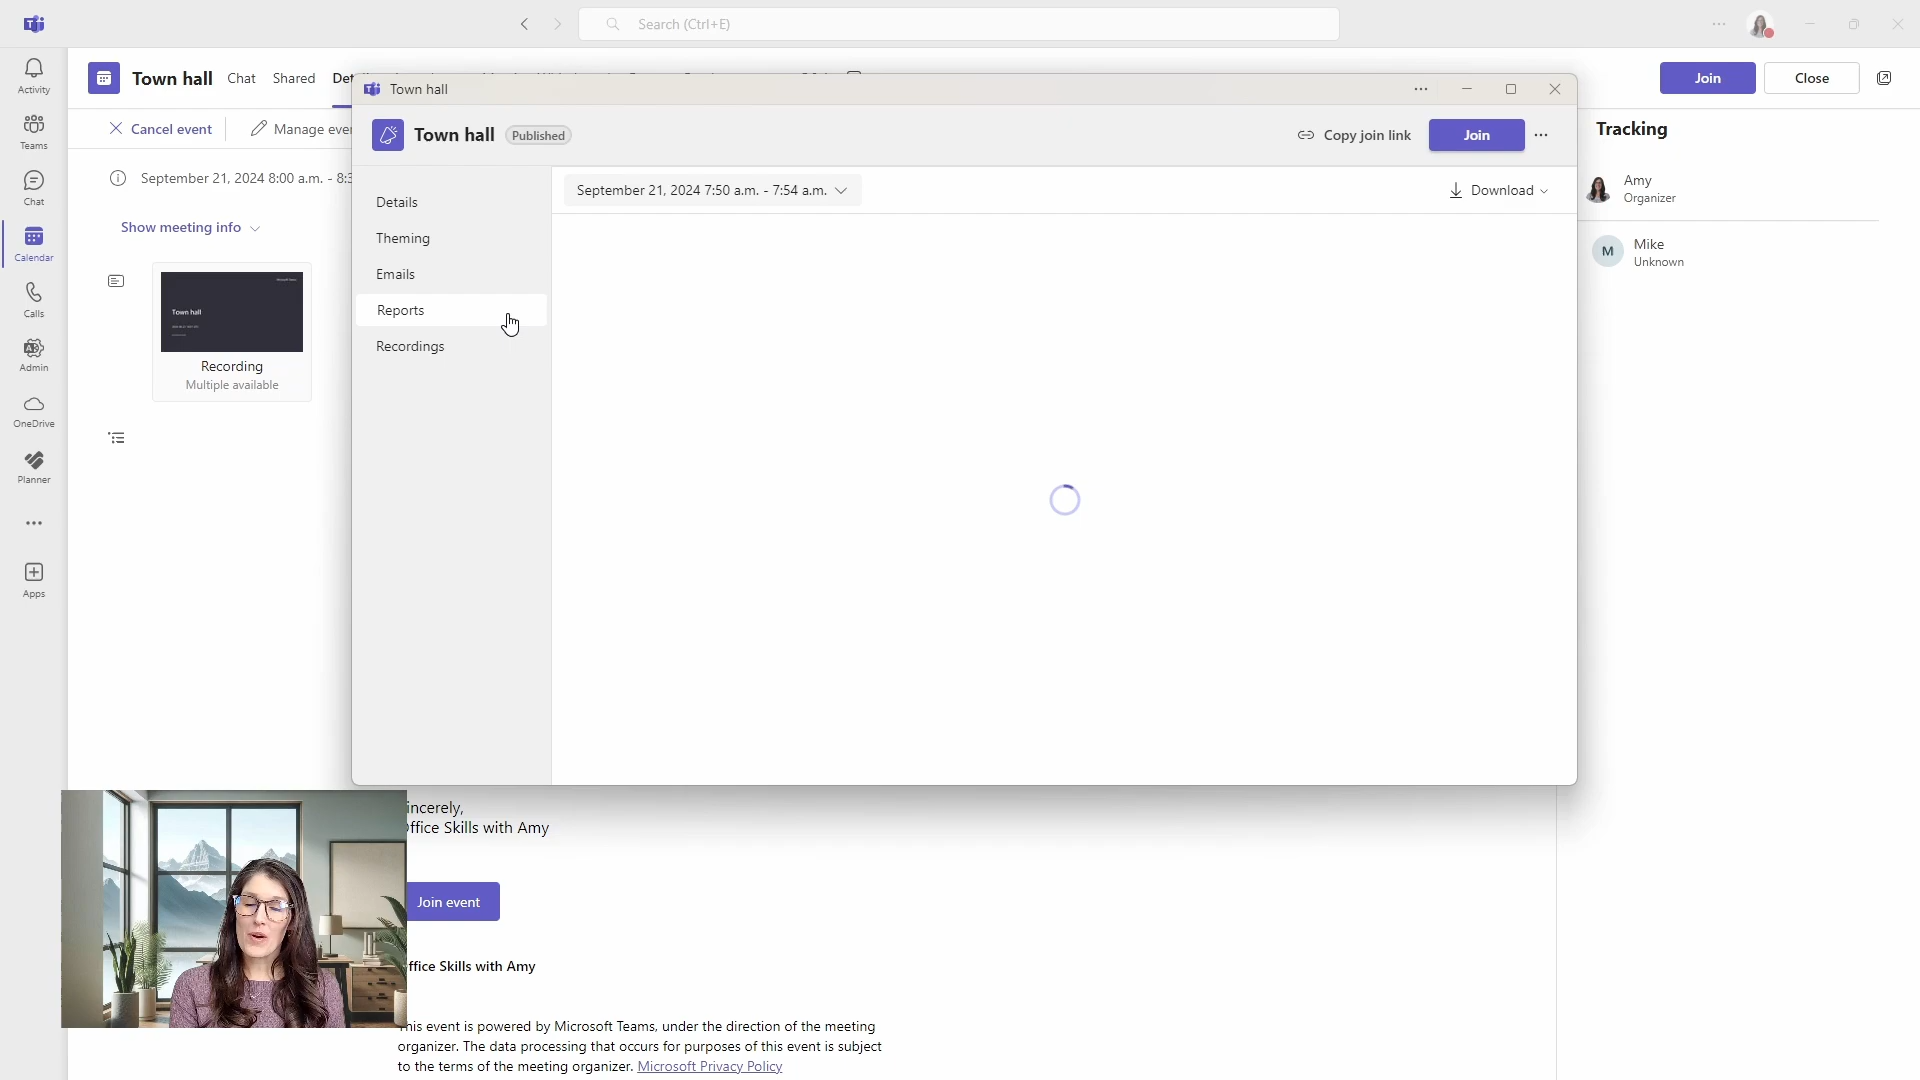 Search (Ctrl+E)
Activity
Teams
Chat
Calendar
Calls
Admin
OneDrive
Planner
Apps
Town hall
Chat
Shared
Join
Close
Cancel event
September 21, 2024 8:00 a.m. -
Show meeting info
Town hall
Recording
Multiple available
Town hall
Town hall
Published
Copy join link
Join
Details
Theming
Emails
Reports
Recordings
September 21, 2024 7:50 a.m. - 7:54 a.m.
Download
Tracking
Amy
Organizer
M
Mike
Unknown
incerely,
ffice Skills with Amy
Join event
ffice Skills with Amy
his event is powered by Microsoft Teams, under the direction of the meeting
organizer. The data processing that occurs for purposes of this event is subject
to the terms of the meeting organizer. Microsoft Privacy Policy